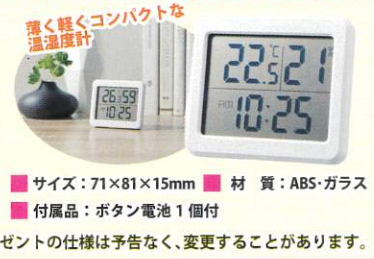 薄く軽くコンパクトな
温湿度計
26 59
10:25
22.5℃ 21%
AM 10:25
■ サイズ：71×81×15mm ■ 材　質：ABS・ガラス
■ 付属品：ボタン電池1個付
ゼントの仕様は予告なく、変更することがあります。